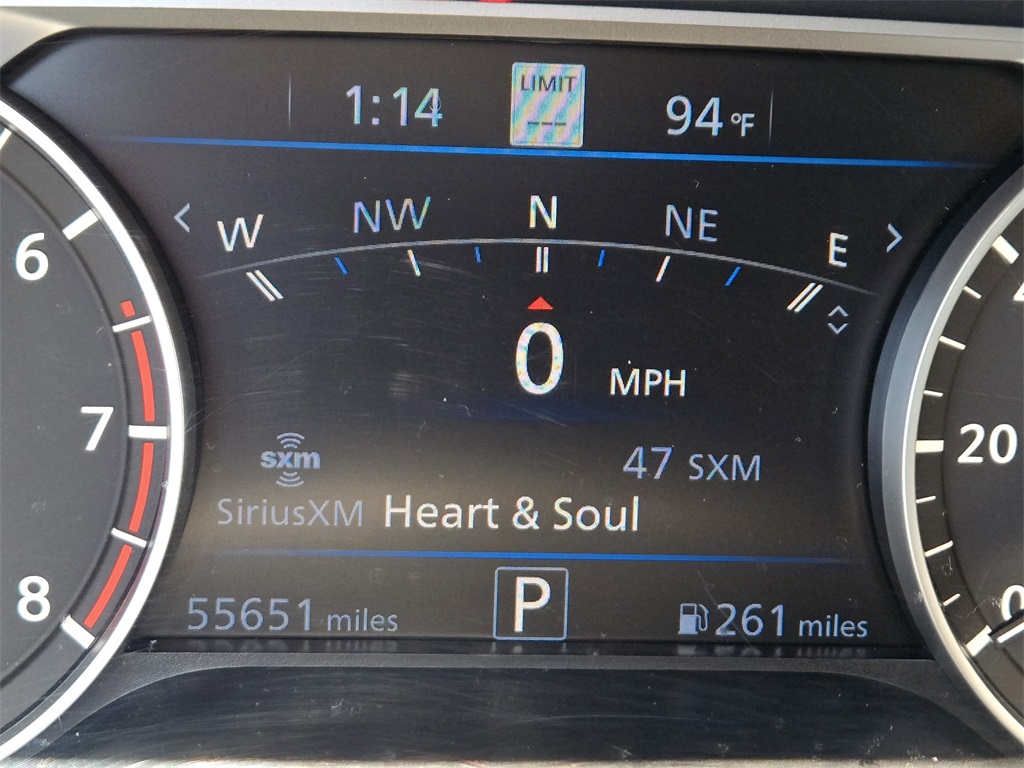 1:14 LIMIT --- 94 °F
W NW N NE E
6
0 MPH
7
20
sxm 47 SXM
SiriusXM Heart & Soul
8
55651 miles P 261 miles
0